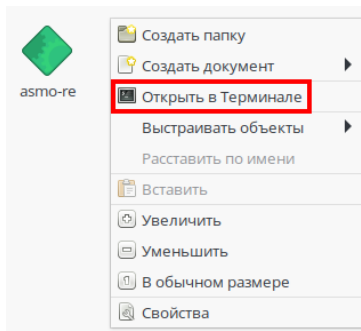 Создать папку
Создать документ
asmo-re
Открыть в Терминале
Выстраивать объекты
Расставить по имени
Вставить
Увеличить
Уменьшить
В обычном размере
Свойства